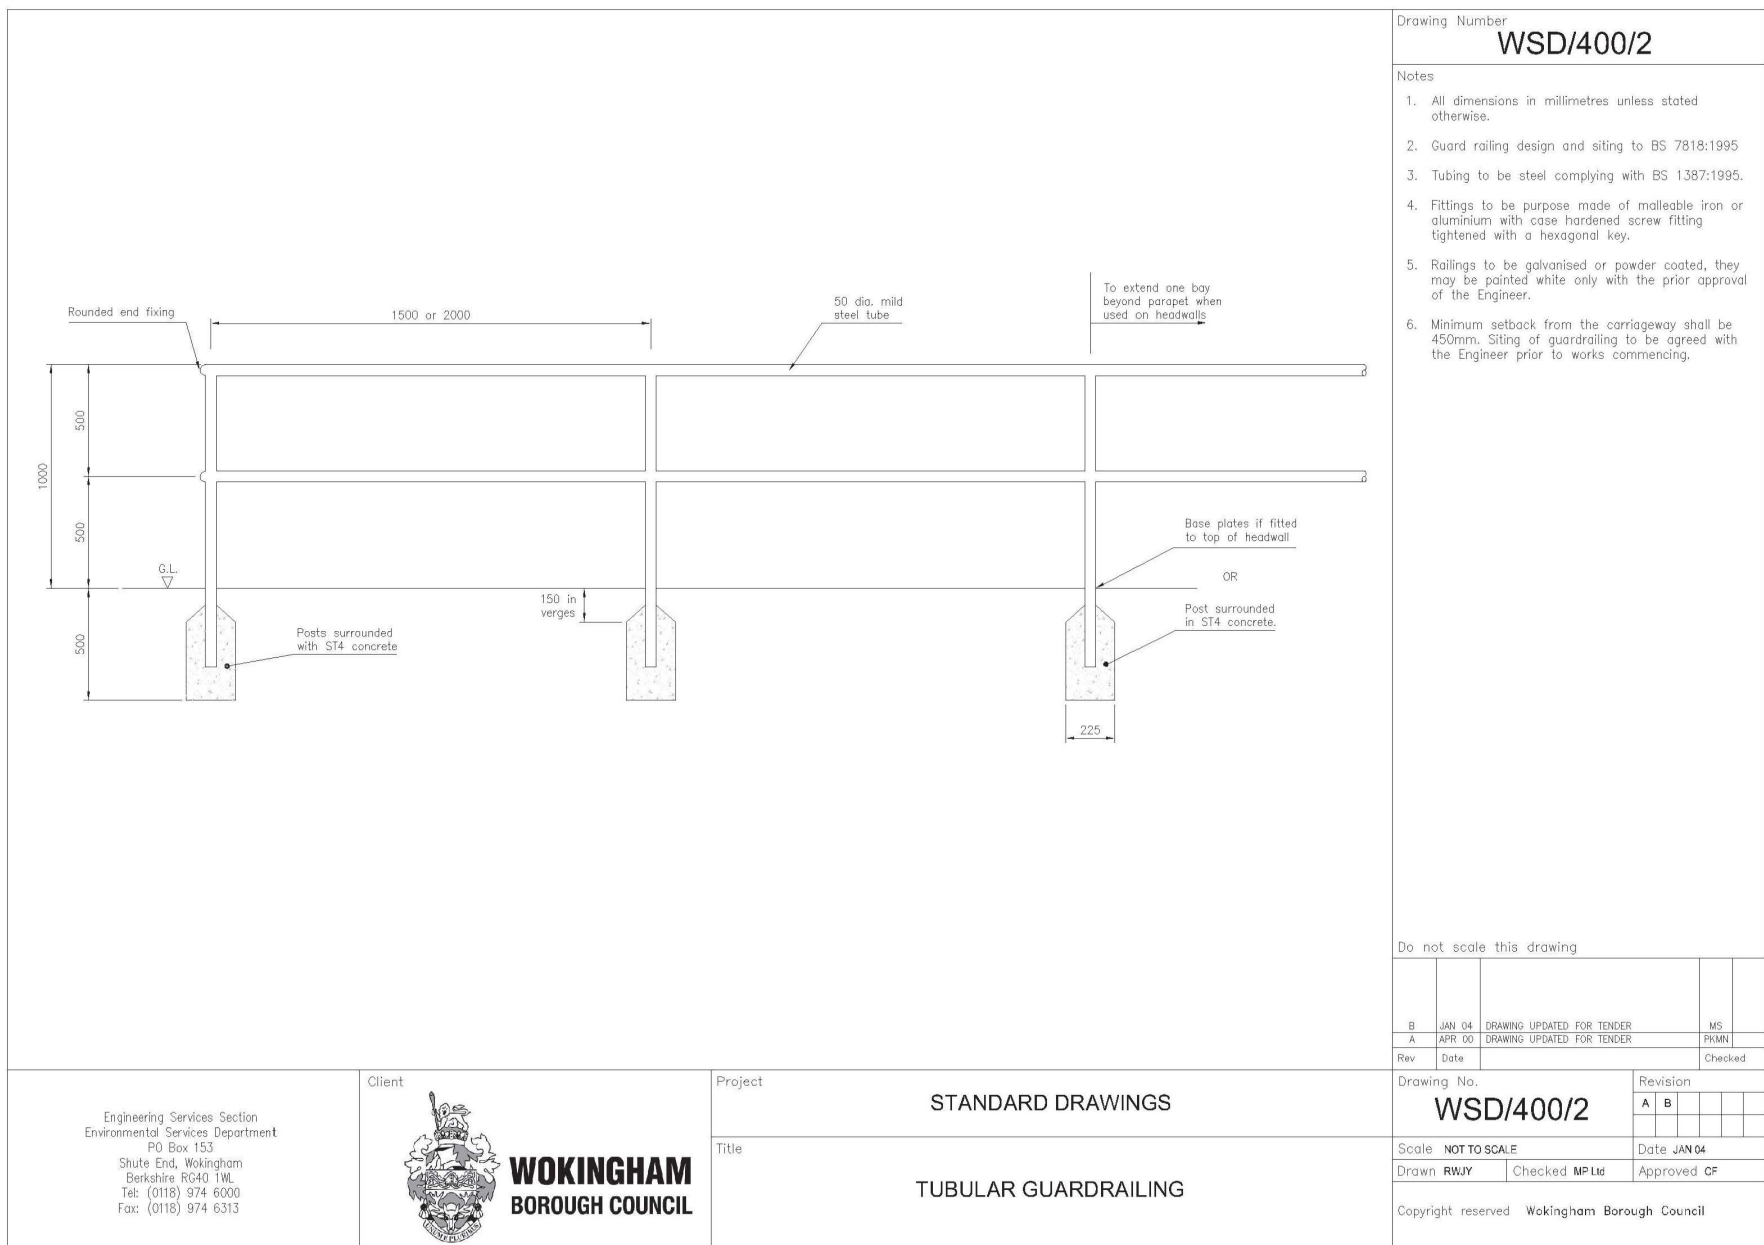 Drawing Number
WSD/400/2
Notes
1. All dimensions in millimetres unless stated
otherwise.
2. Guard railing design and siting to BS 7818:1995
3. Tubing to be steel complying with BS 1387:1995.
4. Fittings to be purpose made of malleable iron or
aluminium with case hardened screw fitting
tightened with a hexagonal key.
5. Railings to be galvanised or powder coated, they
may be painted white only with the prior approval
of the Engineer.
6. Minimum setback from the carriageway shall be
450mm. Siting of guardrailing to be agreed with
the Engineer prior to works commencing.
Rounded end fixing
1500 or 2000
50 dia. mild
steel tube
To extend one bay
beyond parapet when
used on headwalls
500
1000
500
500
G.L.
150 in
verges
Posts surrounded
with ST4 concrete
Base plates if fitted
to top of headwall
OR
Post surrounded
in ST4 concrete.
225
Do not scale this drawing
B JAN 04 DRAWING UPDATED FOR TENDER MS
A APR 00 DRAWING UPDATED FOR TENDER PKMN
Rev Date Checked
Engineering Services Section
Environmental Services Department
PO Box 153
Shute End, Wokingham
Berkshire RG40 1WL
Tel: (0118) 974 6000
Fax: (0118) 974 6313
Client
WOKINGHAM
BOROUGH COUNCIL
Project
STANDARD DRAWINGS
Title
TUBULAR GUARDRAILING
Drawing No.
WSD/400/2
Revision
A B
Scale NOT TO SCALE
Date JAN 04
Drawn RWJY
Checked MP Ltd
Approved CF
Copyright reserved Wokingham Borough Council